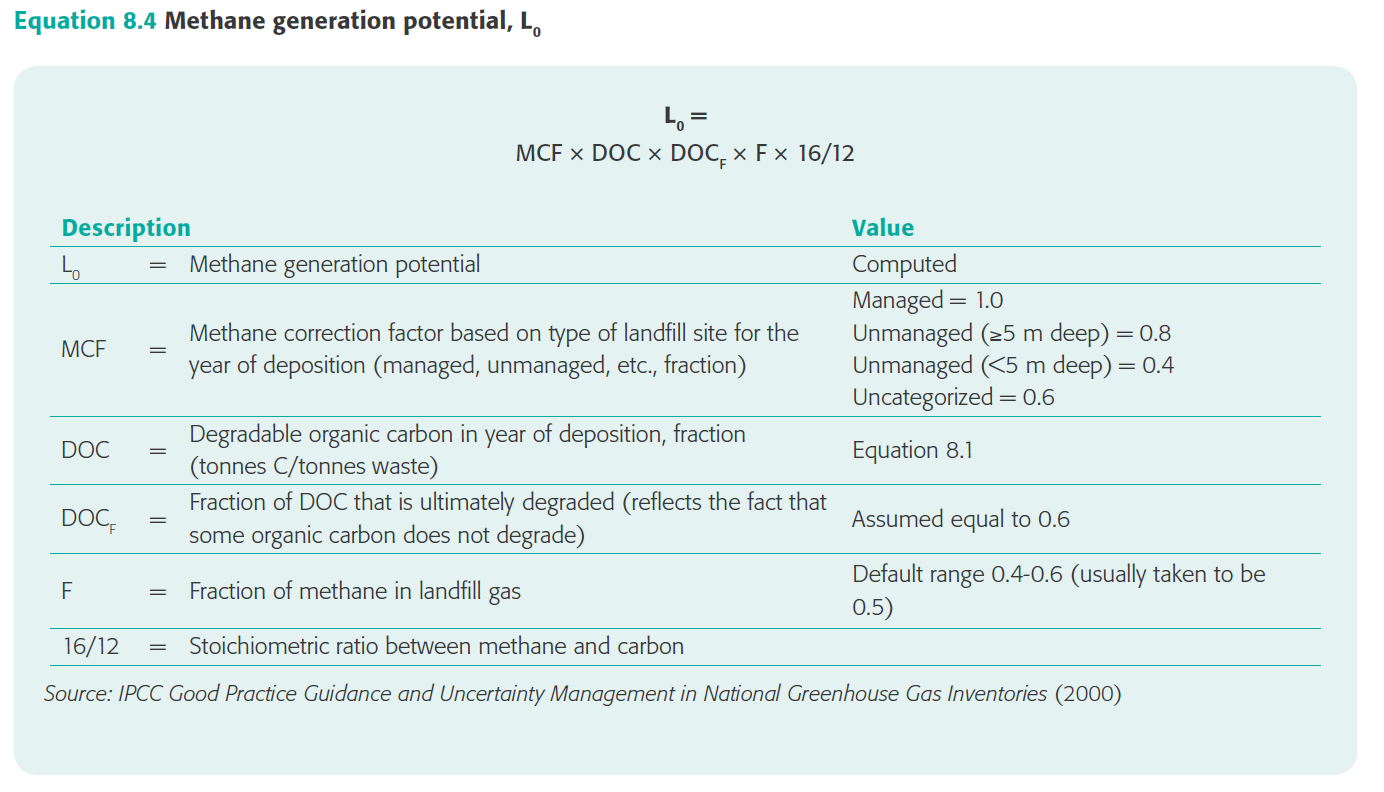 Equation 8.4 Methane generation potential, L0
L0 =
MCF × DOC × DOCF × F × 16/12
Description Value
L0 = Methane generation potential Computed
MCF = Methane correction factor based on type of landfill site for the
year of deposition (managed, unmanaged, etc., fraction)
Managed = 1.0
Unmanaged (≥5 m deep) = 0.8
Unmanaged (<5 m deep) = 0.4
Uncategorized = 0.6
DOC = Degradable organic carbon in year of deposition, fraction
(tonnes C/tonnes waste)
Equation 8.1
DOCF = Fraction of DOC that is ultimately degraded (reflects the fact that
some organic carbon does not degrade)
Assumed equal to 0.6
F = Fraction of methane in landfill gas
Default range 0.4-0.6 (usually taken to be
0.5)
16/12 = Stoichiometric ratio between methane and carbon
Source: IPCC Good Practice Guidance and Uncertainty Management in National Greenhouse Gas Inventories (2000)